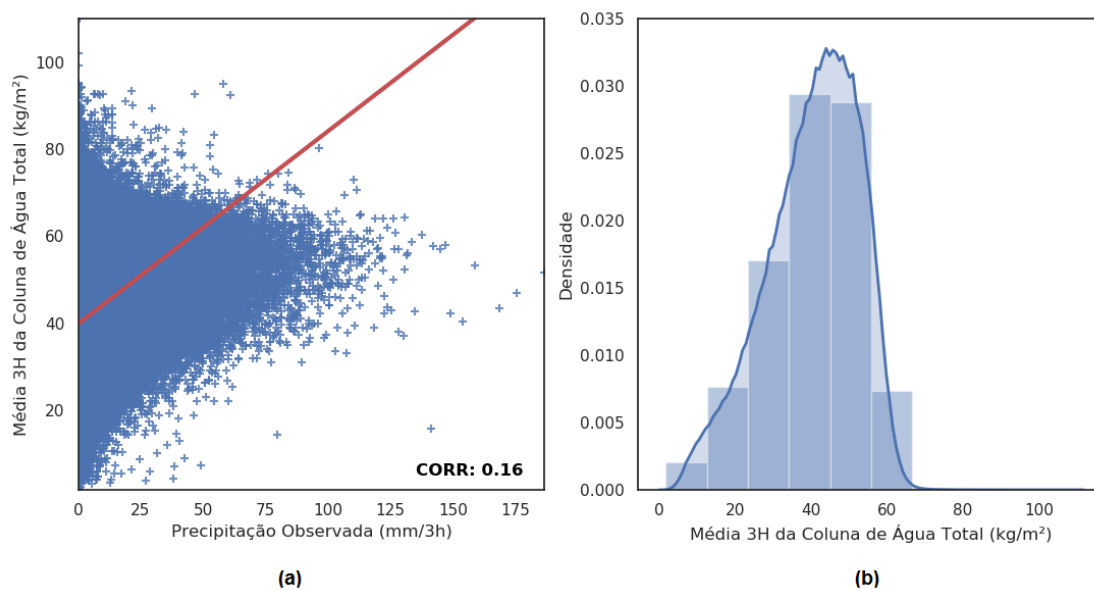 Média 3H da Coluna de Água Total (kg/m²)
100
80
60
40
20
CORR: 0.16
0 25 50 75 100 125 150 175
Precipitação Observada (mm/3h)
(a)
Densidade
0.035
0.030
0.025
0.020
0.015
0.010
0.005
0.000
0 20 40 60 80 100
Média 3H da Coluna de Água Total (kg/m²)
(b)